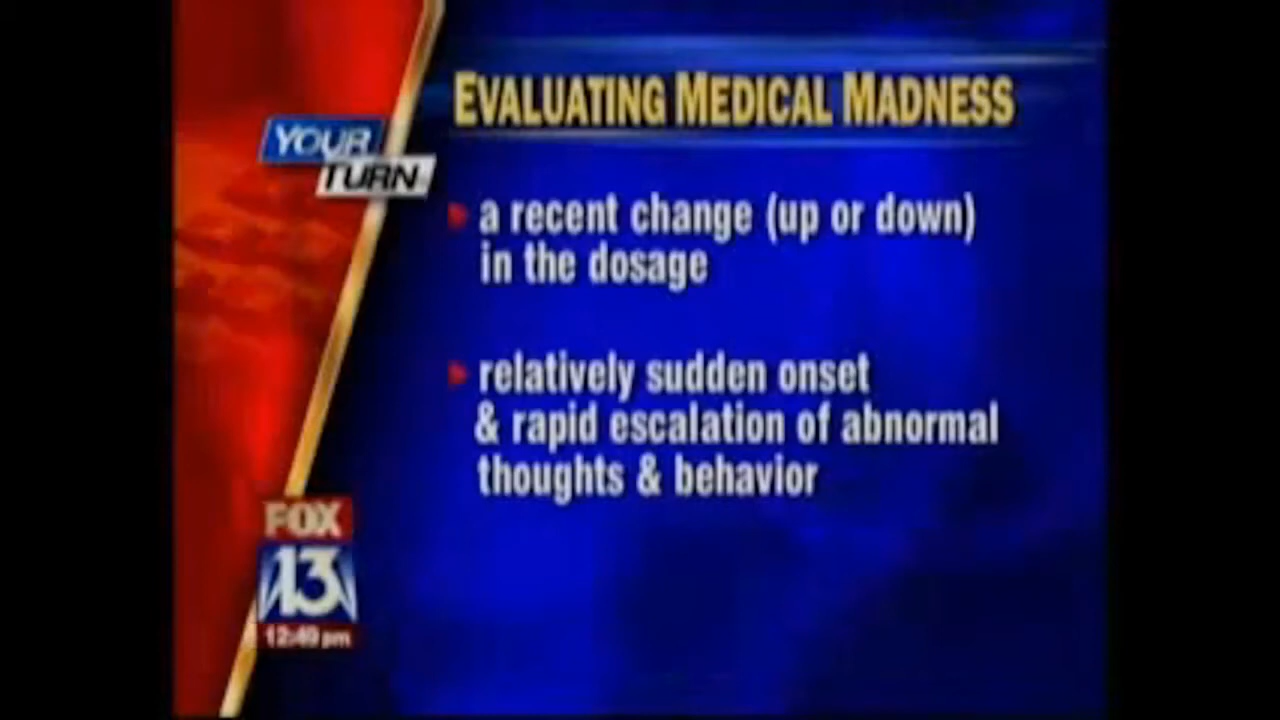 EVALUATING MEDICAL MADNESS
YOUR
TURN
a recent change (up or down)
in the dosage
relatively sudden onset
& rapid escalation of abnormal
thoughts & behavior
FOX
13
12:49 pm